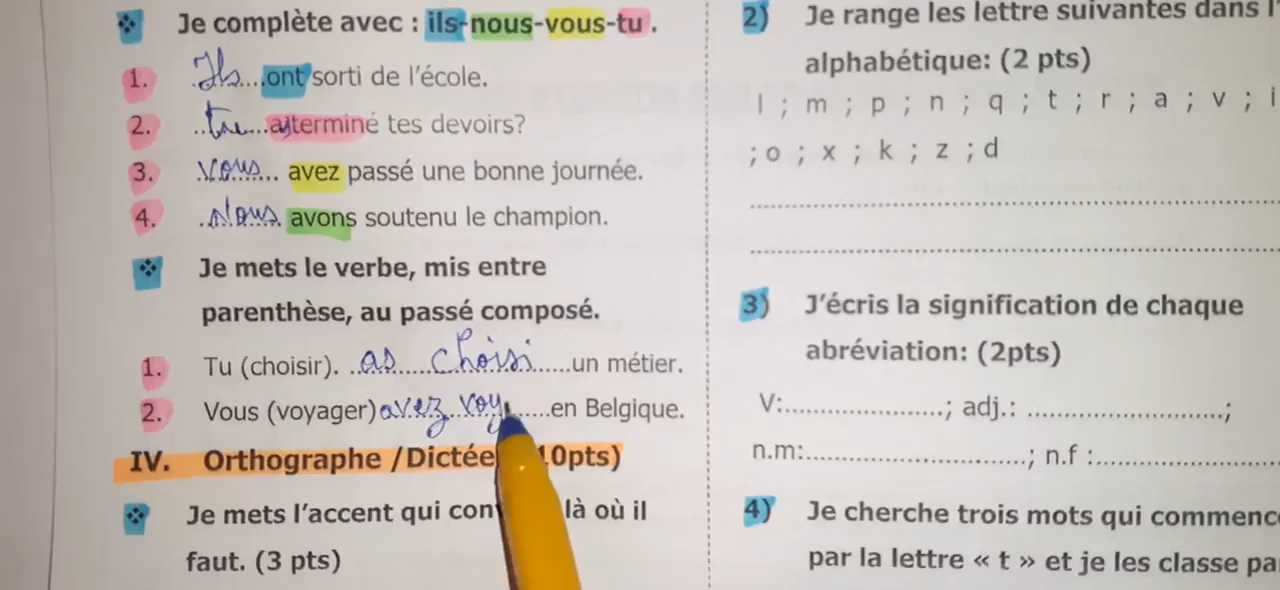 Je complète avec : ils-nous-vous-tu .
1. Ils....ont sorti de l'école.
2. ..tu...as terminé tes devoirs?
3. vous... avez passé une bonne journée.
4. .Nous. avons soutenu le champion.
Je mets le verbe, mis entre
parenthèse, au passé composé.
1. Tu (choisir). ...as.....choisi......un métier.
2. Vous (voyager) avez voy......en Belgique.
IV. Orthographe /Dictée 10pts)
Je mets l'accent qui con là où il
faut. (3 pts)
2) Je range les lettre suivantes dans l'
alphabétique: (2 pts)
l ; m ; p ; n ; q ; t ; r ; a ; v ; i
; o ; x ; k ; z ; d
3) J'écris la signification de chaque
abréviation: (2pts)
V:.......................; adj.: ............................;
n.m:...............................; n.f :..........................
4) Je cherche trois mots qui commenc
par la lettre « t » et je les classe pa